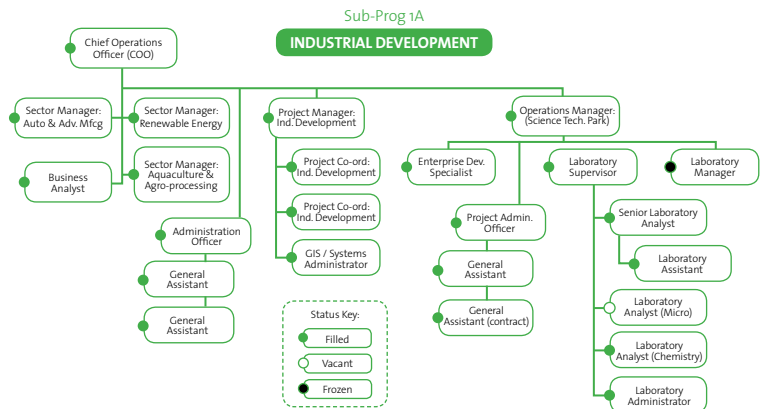 Sub-Prog 1A
INDUSTRIAL DEVELOPMENT
Chief Operations
Officer (COO)
Sector Manager:
Auto & Adv. Mfcg
Sector Manager:
Renewable Energy
Business
Analyst
Sector Manager:
Aquaculture &
Agro-processing
Administration
Officer
General
Assistant
General
Assistant
Project Manager:
Ind. Development
Project Co-ord:
Ind. Development
Project Co-ord:
Ind. Development
GIS / Systems
Administrator
Operations Manager:
(Science Tech. Park)
Enterprise Dev.
Specialist
Project Admin.
Officer
General
Assistant
General
Assistant (contract)
Laboratory
Supervisor
Laboratory
Manager
Senior Laboratory
Analyst
Laboratory
Assistant
Laboratory
Analyst (Micro)
Laboratory
Analyst (Chemistry)
Laboratory
Administrator
Status Key:
Filled
Vacant
Frozen